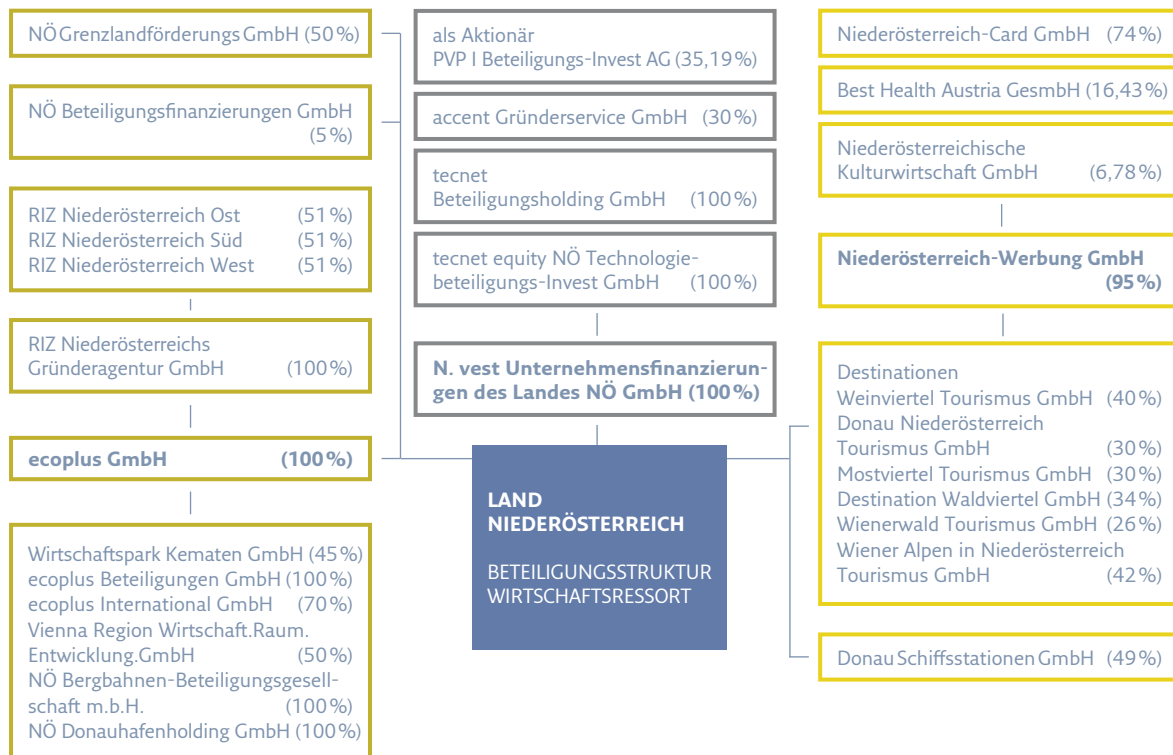 NÖ Grenzlandförderungs GmbH (50 %)
NÖ Beteiligungsfinanzierungen GmbH
(5 %)
RIZ Niederösterreich Ost (51 %)
RIZ Niederösterreich Süd (51 %)
RIZ Niederösterreich West (51 %)
RIZ Niederösterreichs
Gründeragentur GmbH (100 %)
ecoplus GmbH (100 %)
Wirtschaftspark Kematen GmbH (45 %)
ecoplus Beteiligungen GmbH (100 %)
ecoplus International GmbH (70 %)
Vienna Region Wirtschaft.Raum.
Entwicklung.GmbH (50 %)
NÖ Bergbahnen-Beteiligungsgesell-
schaft m.b.H. (100 %)
NÖ Donauhafenholding GmbH (100 %)
als Aktionär
PVP I Beteiligungs-Invest AG (35,19 %)
accent Gründerservice GmbH (30 %)
tecnet
Beteiligungsholding GmbH (100 %)
tecnet equity NÖ Technologie-
beteiligungs-Invest GmbH (100 %)
N. vest Unternehmensfinanzierun-
gen des Landes NÖ GmbH (100 %)
LAND
NIEDERÖSTERREICH
BETEILIGUNGSSTRUKTUR
WIRTSCHAFTSRESSORT
Niederösterreich-Card GmbH (74 %)
Best Health Austria GesmbH (16,43 %)
Niederösterreichische
Kulturwirtschaft GmbH (6,78 %)
Niederösterreich-Werbung GmbH
(95 %)
Destinationen
Weinviertel Tourismus GmbH (40 %)
Donau Niederösterreich
Tourismus GmbH (30 %)
Mostviertel Tourismus GmbH (30 %)
Destination Waldviertel GmbH (34 %)
Wienerwald Tourismus GmbH (26 %)
Wiener Alpen in Niederösterreich
Tourismus GmbH (42 %)
Donau Schiffsstationen GmbH (49 %)